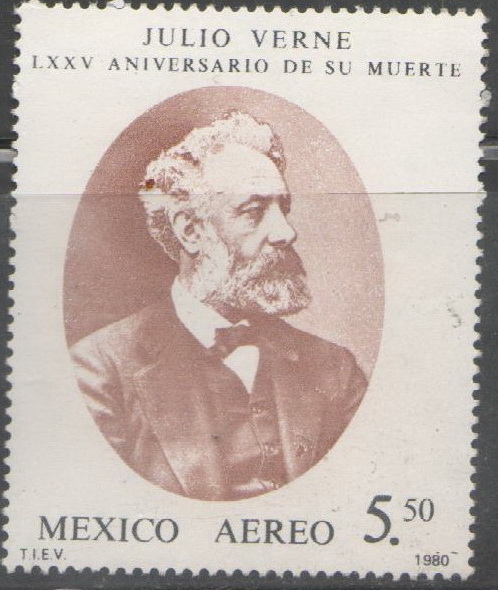 JULIO VERNE
LXXV ANIVERSARIO DE SU MUERTE
MEXICO AEREO 5.50
T.I.E.V. 1980